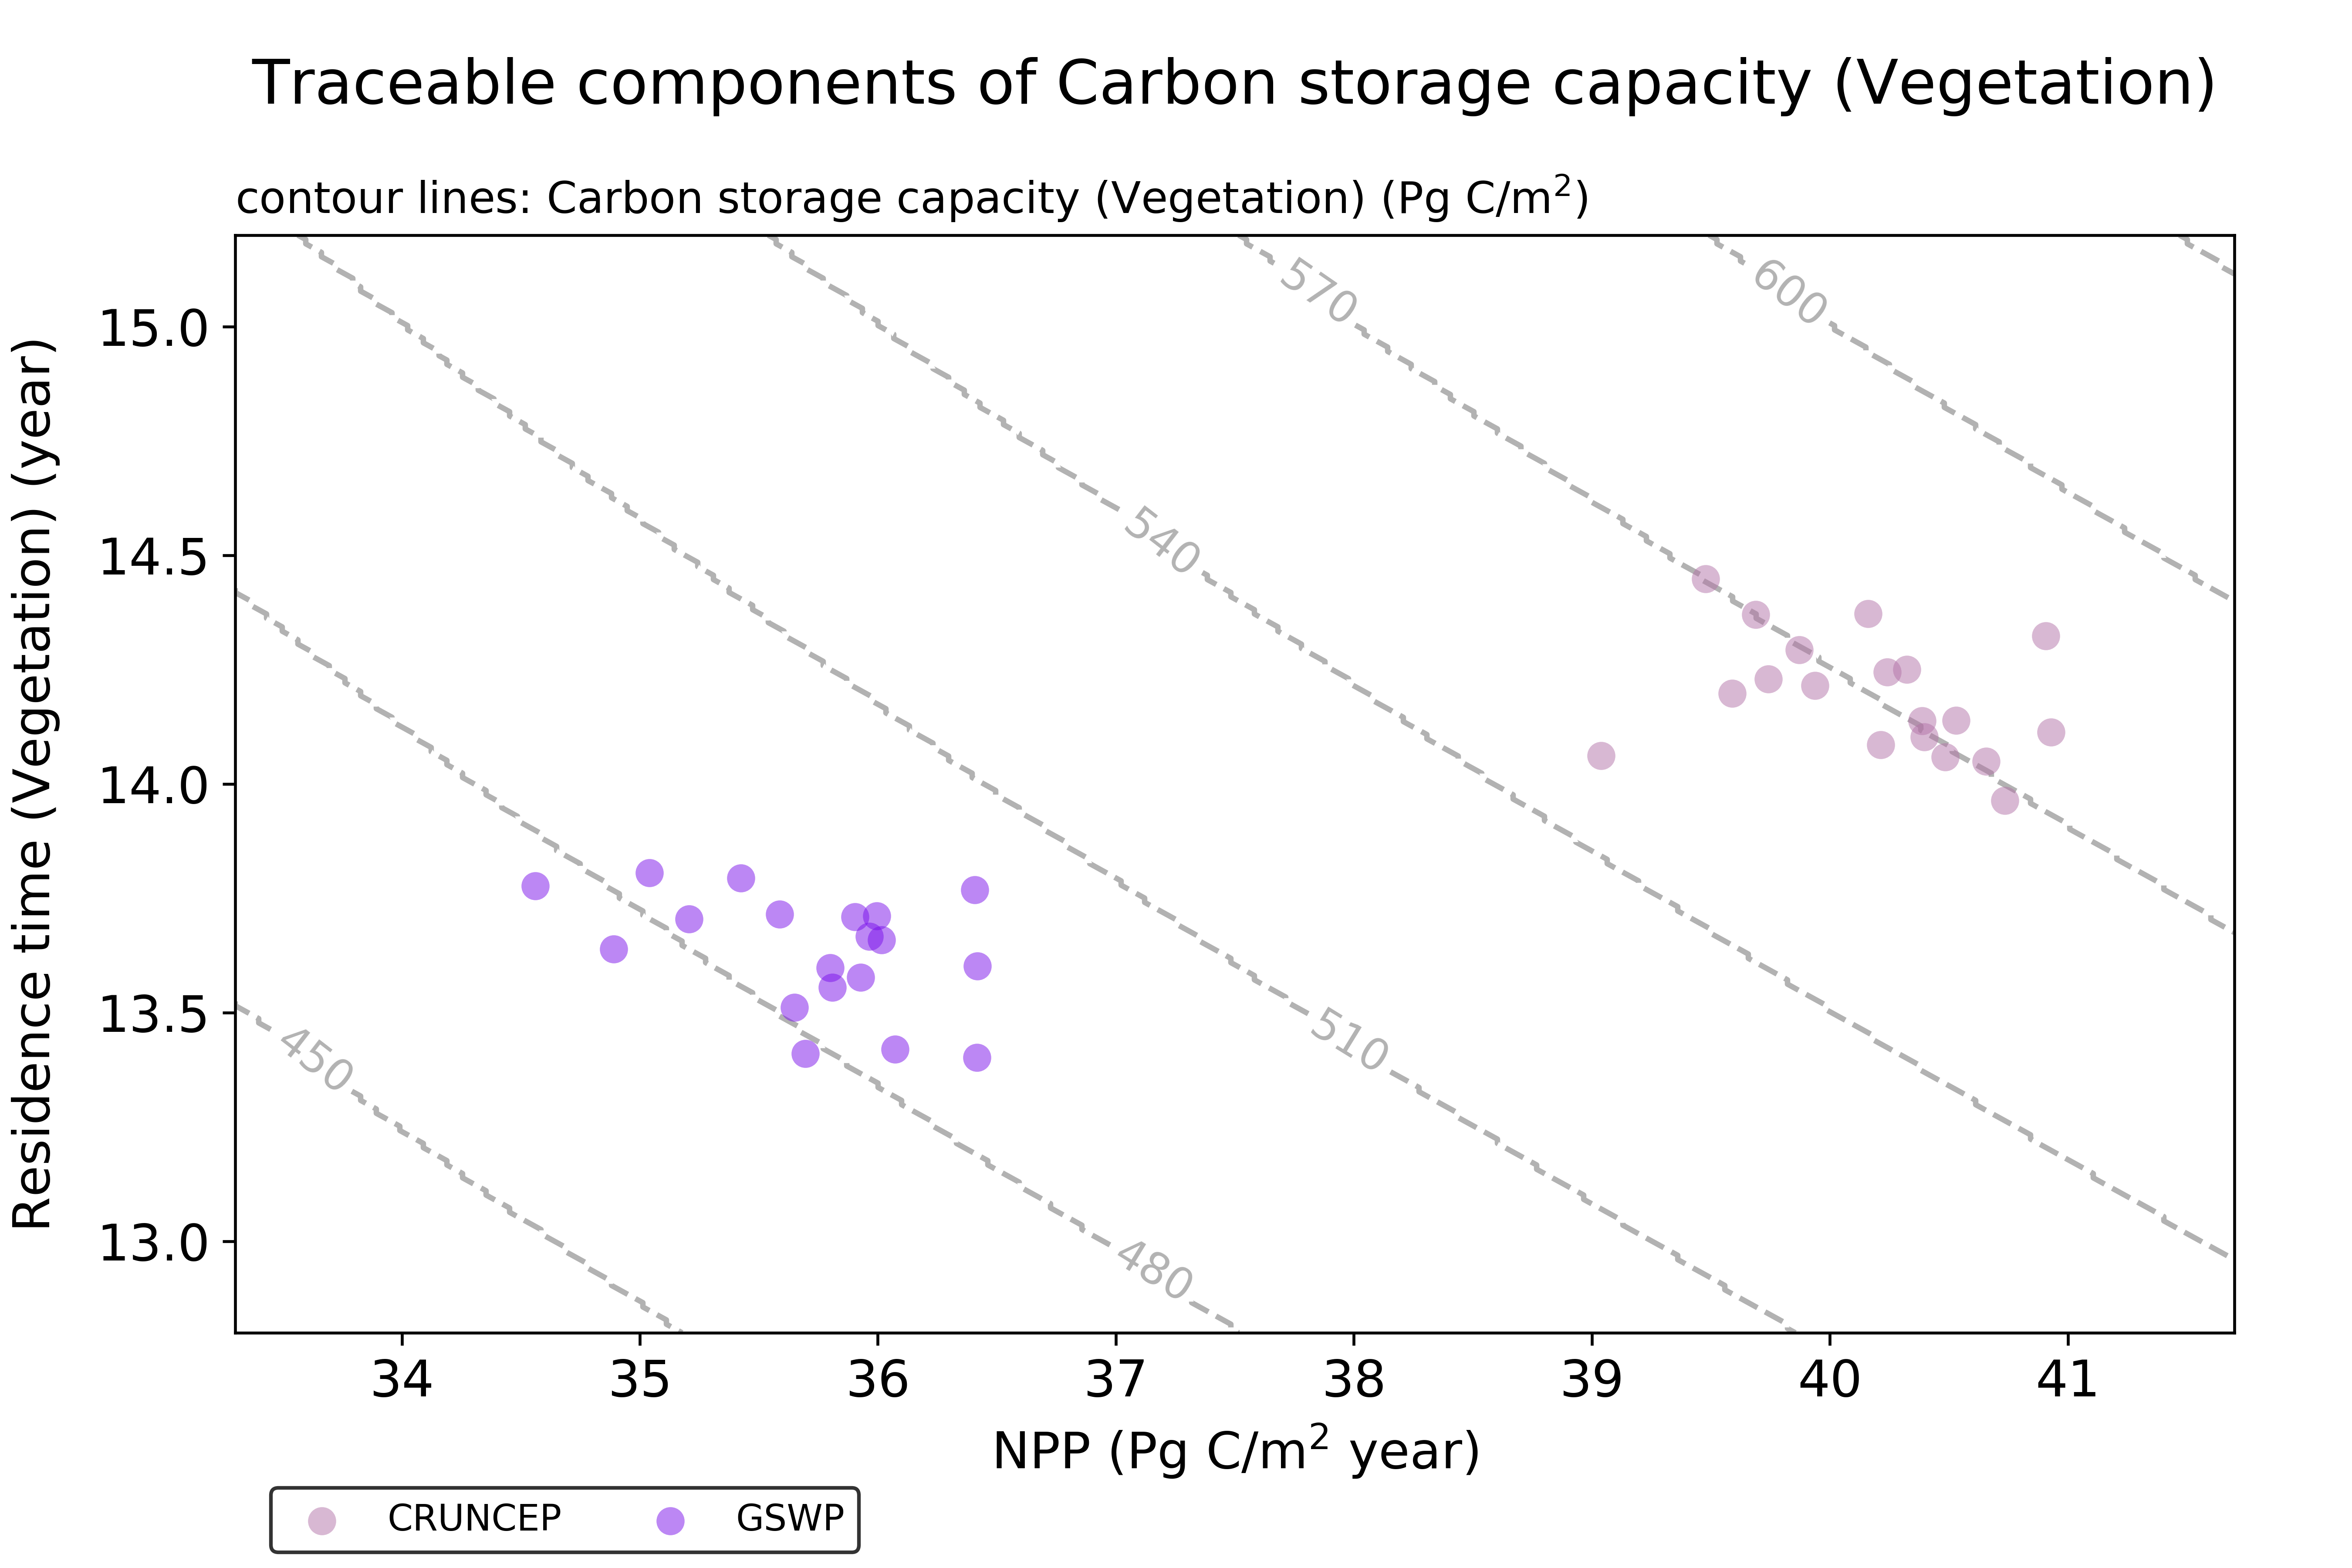 Traceable components of Carbon storage capacity (Vegetation)
contour lines: Carbon storage capacity (Vegetation) (Pg C/m²)
Residence time (Vegetation) (year)
15.0
14.5
14.0
13.5
13.0
570
600
540
510
450
480
34 35 36 37 38 39 40 41
NPP (Pg C/m² year)
CRUNCEP GSWP